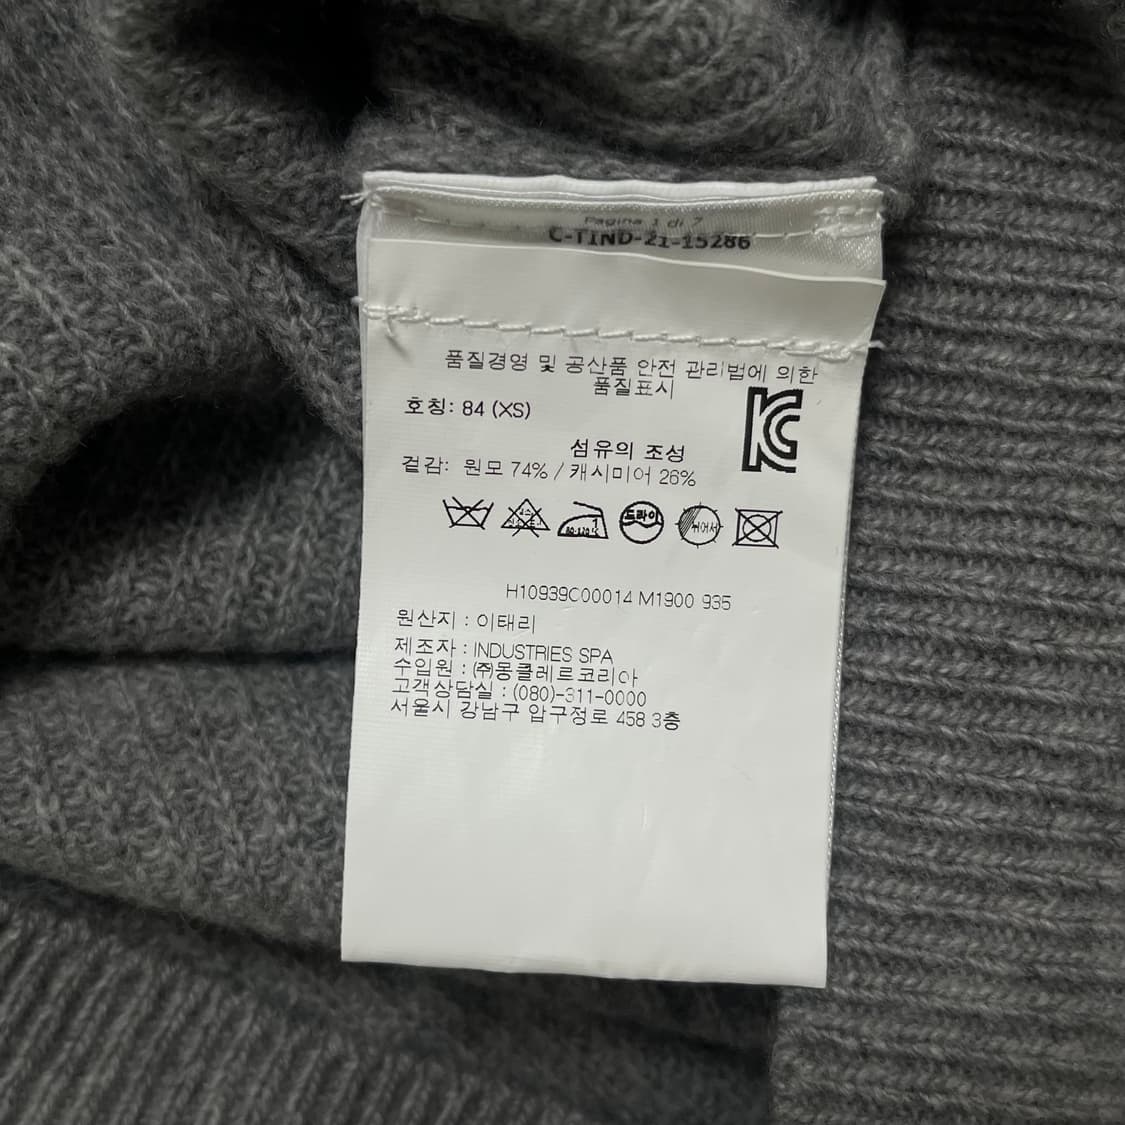 Pagina 1 di 7
C-TIND-21-15286
품질경영 및 공산품 안전 관리법에 의한
품질표시
호칭: 84 (XS)
섬유의 조성
겉감: 원모 74% / 캐시미어 26%
드라이
뉘어서
H10939C00014 M1900 935
원산지 : 이태리
제조자 : INDUSTRIES SPA
수입원 : (주)몽클레르코리아
고객상담실 : (080)-311-0000
서울시 강남구 압구정로 458 3층